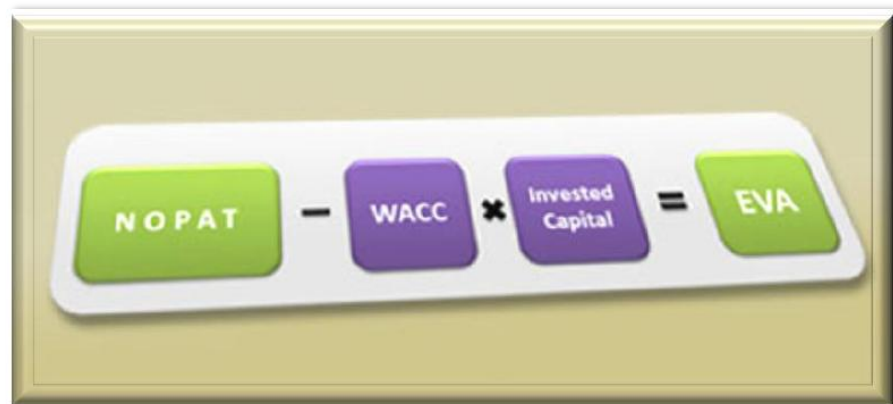 NOPAT − WACC × Invested Capital = EVA